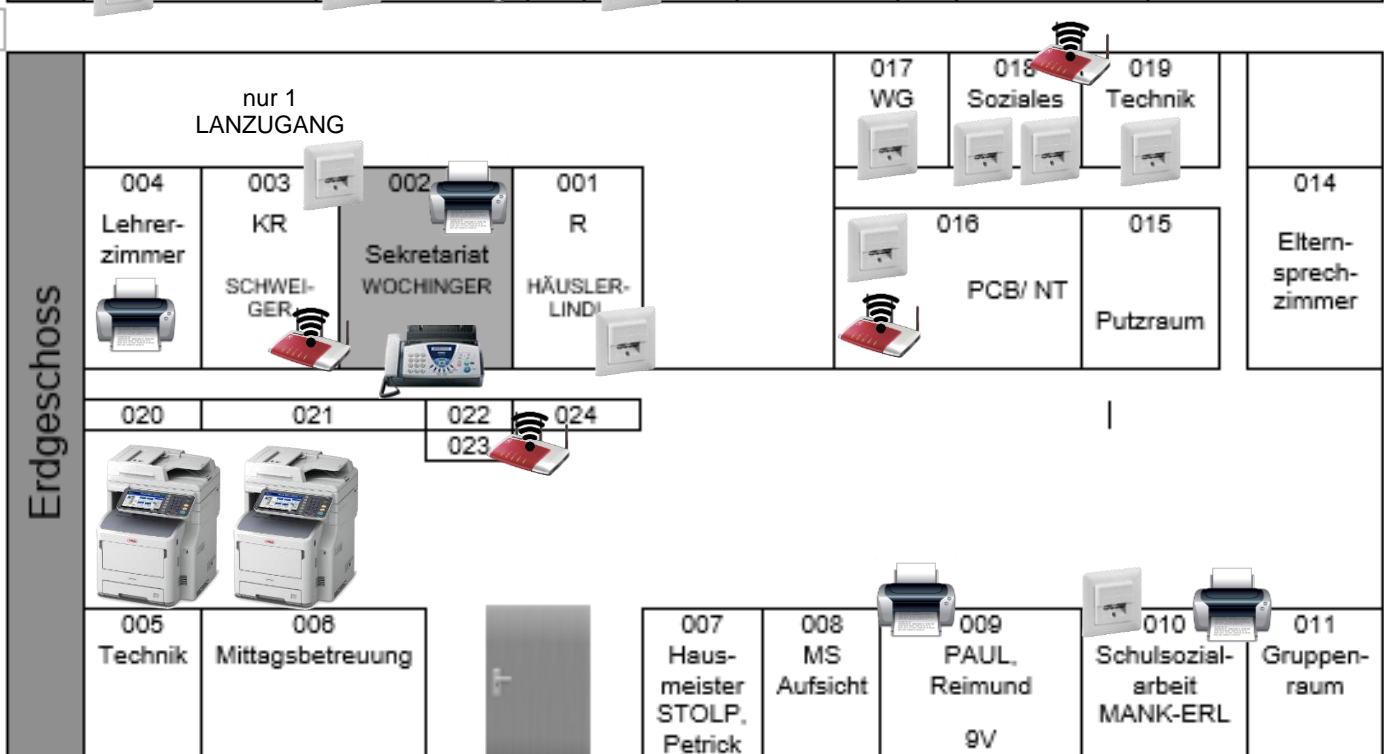 Erdgeschoss
nur 1
LANZUGANG
004
Lehrer-
zimmer
003
KR
SCHWEI-
GER
002
Sekretariat
WOCHINGER
001
R
HÄUSLER-
LINDL
017
WG
018
Soziales
019
Technik
016
PCB/ NT
015
Putzraum
014
Eltern-
sprech-
zimmer
020
021
022
023
024
005
Technik
006
Mittagsbetreuung
007
Haus-
meister
STOLP,
Petrick
008
MS
Aufsicht
009
PAUL,
Reimund
9V
010
Schulsozial-
arbeit
MANK-ERL
011
Gruppen-
raum